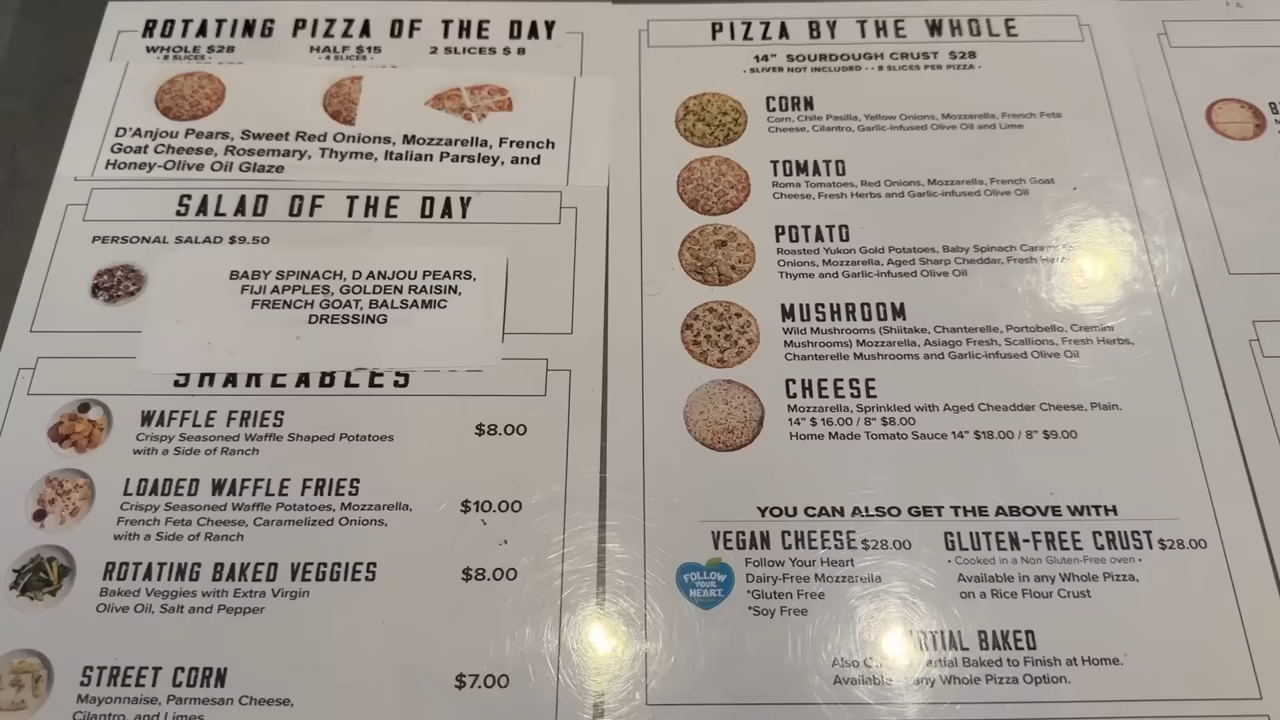 ROTATING PIZZA OF THE DAY
WHOLE $28 HALF $15 2 SLICES $ 8
• 8 SLICES • • 4 SLICES •
D'Anjou Pears, Sweet Red Onions, Mozzarella, French
Goat Cheese, Rosemary, Thyme, Italian Parsley, and
Honey-Olive Oil Glaze
SALAD OF THE DAY
PERSONAL SALAD $9.50
BABY SPINACH, D ANJOU PEARS,
FIJI APPLES, GOLDEN RAISIN,
FRENCH GOAT, BALSAMIC
DRESSING
SHAREABLES
WAFFLE FRIES $8.00
Crispy Seasoned Waffle Shaped Potatoes
with a Side of Ranch
LOADED WAFFLE FRIES $10.00
Crispy Seasoned Waffle Potatoes, Mozzarella,
French Feta Cheese, Caramelized Onions,
with a Side of Ranch
ROTATING BAKED VEGGIES $8.00
Baked Veggies with Extra Virgin
Olive Oil, Salt and Pepper
STREET CORN $7.00
Mayonnaise, Parmesan Cheese,
Cilantro, and Limes
PIZZA BY THE WHOLE
14" SOURDOUGH CRUST $28
• SLIVER NOT INCLUDED • • 8 SLICES PER PIZZA •
CORN
Corn, Chile Pasilla, Yellow Onions, Mozzarella, French Feta
Cheese, Cilantro, Garlic-infused Olive Oil and Lime
TOMATO
Roma Tomatoes, Red Onions, Mozzarella, French Goat
Cheese, Fresh Herbs and Garlic-infused Olive Oil
POTATO
Roasted Yukon Gold Potatoes, Baby Spinach
Onions, Mozzarella, Aged Sharp Cheddar, Fresh
Thyme and Garlic-infused Olive Oil
MUSHROOM
Wild Mushrooms (Shiitake, Chanterelle, Portobello, Cremini
Mushrooms) Mozzarella, Asiago Fresh, Scallions, Fresh Herbs,
Chanterelle Mushrooms and Garlic-infused Olive Oil
CHEESE
Mozzarella, Sprinkled with Aged Cheadder Cheese, Plain.
14" $ 16.00 / 8" $8.00
Home Made Tomato Sauce 14" $18.00 / 8" $9.00
YOU CAN ALSO GET THE ABOVE WITH
VEGAN CHEESE $28.00
FOLLOW
YOUR
HEART.
Follow Your Heart
Dairy-Free Mozzarella
*Gluten Free
*Soy Free
GLUTEN-FREE CRUST $28.00
• Cooked in a Non Gluten-Free oven •
Available in any Whole Pizza,
on a Rice Flour Crust
BAKED
Also Baked to Finish at Home.
Available any Whole Pizza Option.